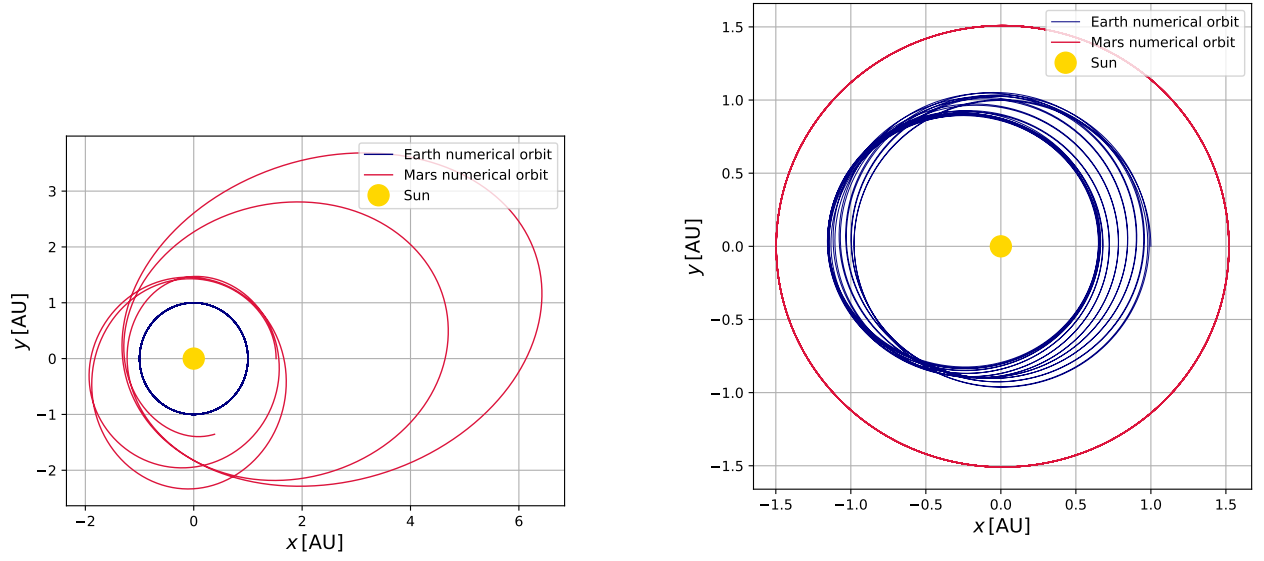 Earth numerical orbit
Mars numerical orbit
Sun
3
2
1
0
−1
−2
y [AU]
−2
0
2
4
6
x [AU]
Earth numerical orbit
Mars numerical orbit
Sun
1.5
1.0
0.5
0.0
−0.5
−1.0
−1.5
y [AU]
−1.5
−1.0
−0.5
0.0
0.5
1.0
1.5
x [AU]